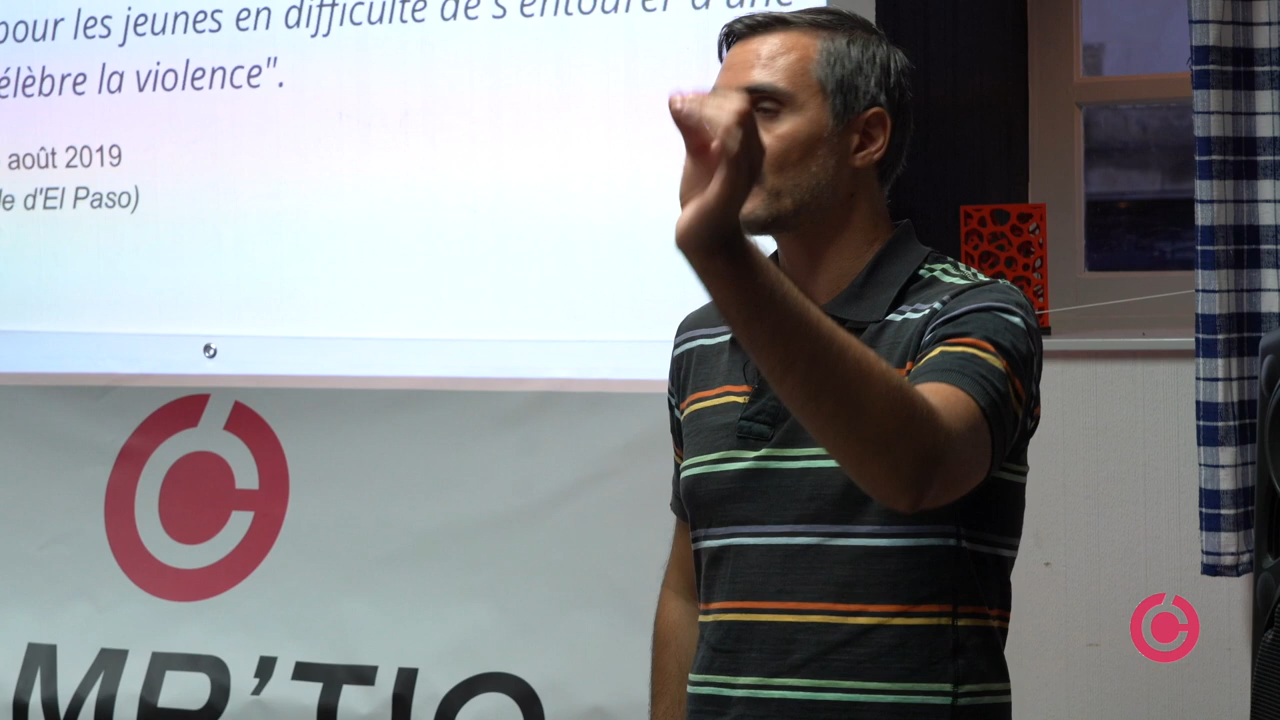 pour les jeunes en difficulté de s'entourer d'une
élèbre la violence".
août 2019
le d'El Paso)
MP'TIO